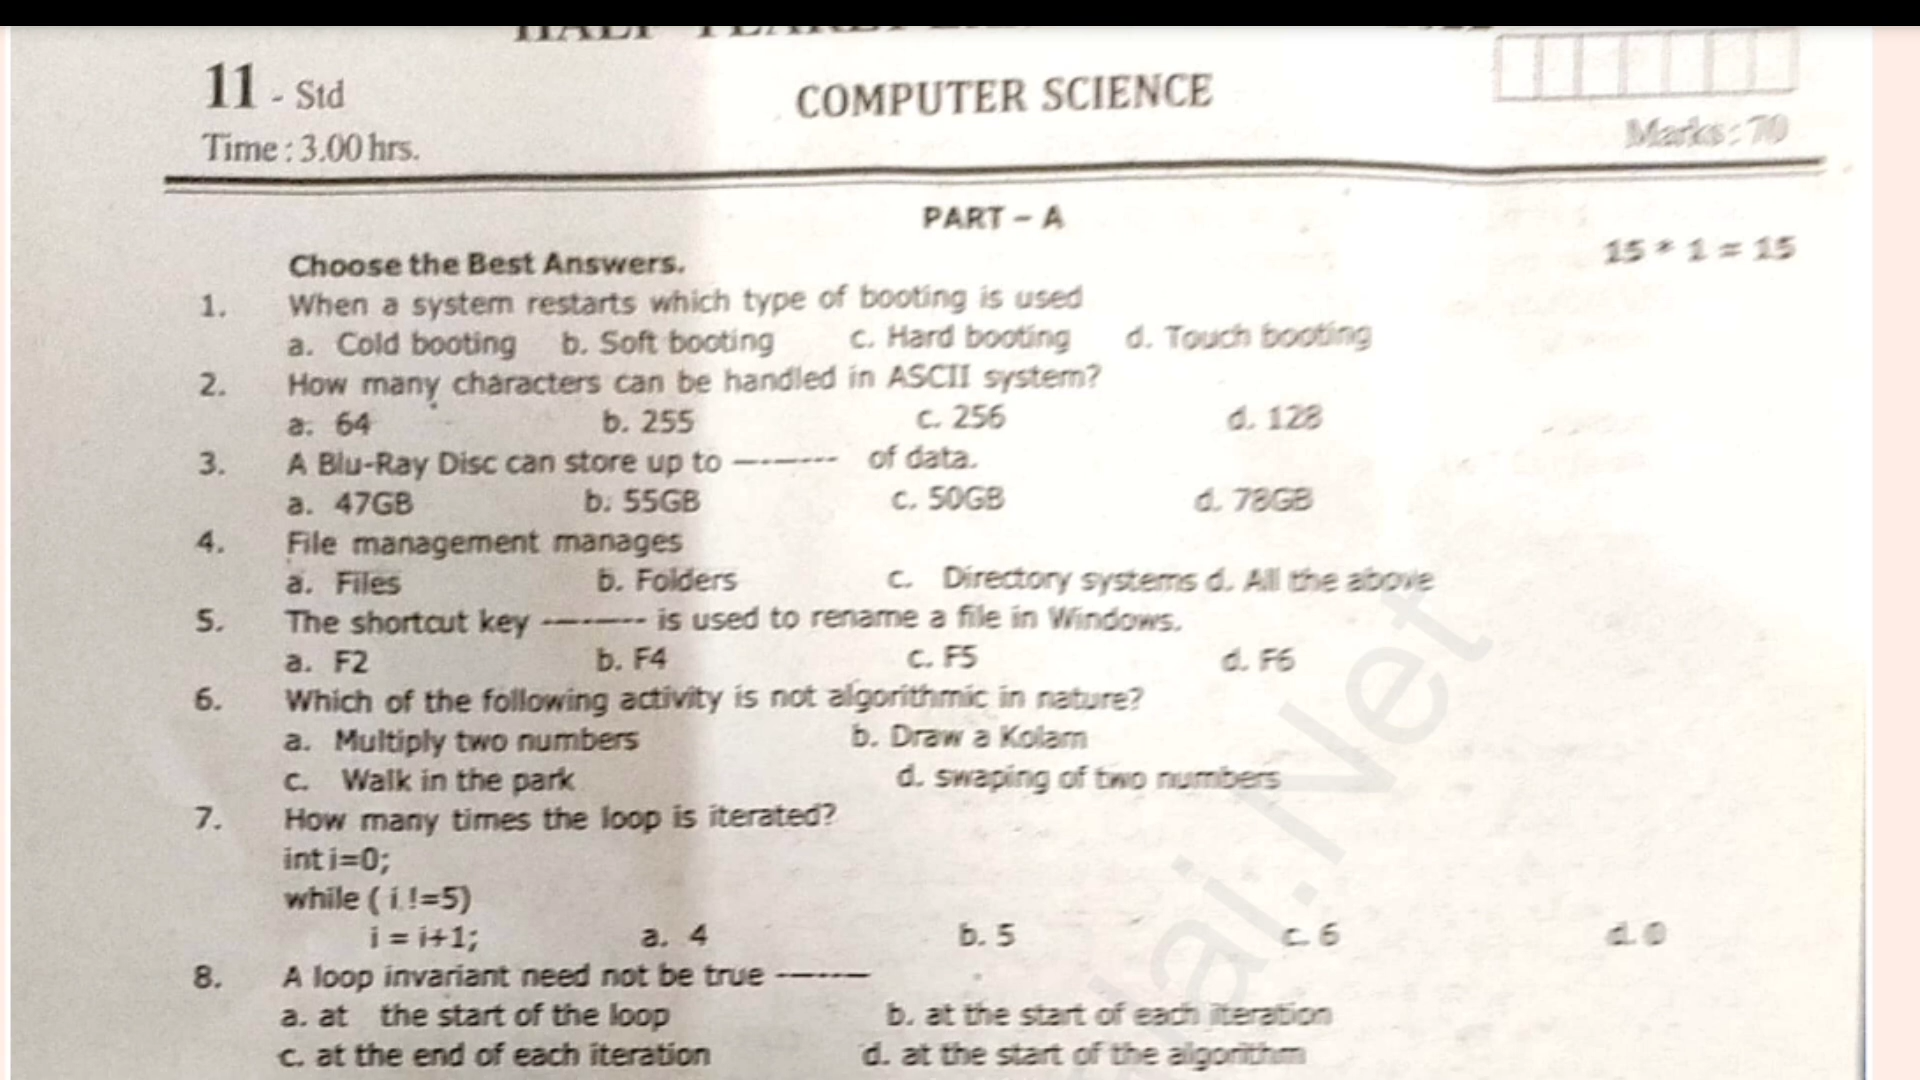 11 - Std
COMPUTER SCIENCE
Time : 3.00 hrs.
Marks : 70
PART – A
Choose the Best Answers.
15 * 1 = 15
1. When a system restarts which type of booting is used
a. Cold booting b. Soft booting c. Hard booting d. Touch booting
2. How many characters can be handled in ASCII system?
a. 64 b. 255 c. 256 d. 128
3. A Blu-Ray Disc can store up to -------- of data.
a. 47GB b. 55GB c. 50GB d. 78GB
4. File management manages
a. Files b. Folders c. Directory systems d. All the above
5. The shortcut key -------- is used to rename a file in Windows.
a. F2 b. F4 c. F5 d. F6
6. Which of the following activity is not algorithmic in nature?
a. Multiply two numbers b. Draw a Kolam
c. Walk in the park d. swaping of two numbers
7. How many times the loop is iterated?
int i=0;
while ( i !=5)
i = i+1; a. 4 b. 5 c. 6 d. 0
8. A loop invariant need not be true -------
a. at the start of the loop b. at the start of each iteration
c. at the end of each iteration d. at the start of the algorithm